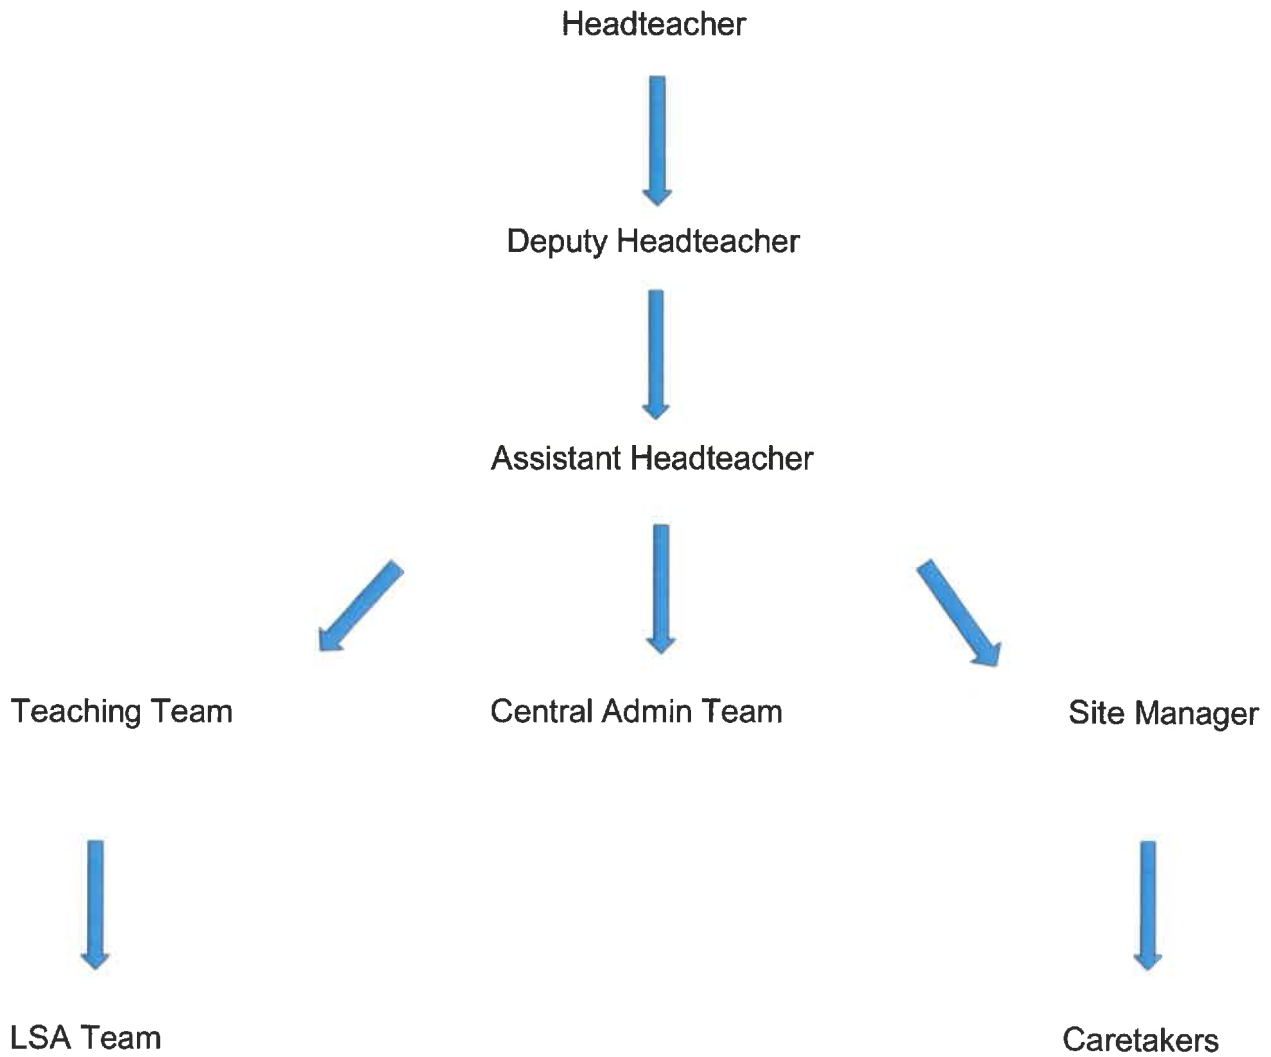 Headteacher
Deputy Headteacher
Assistant Headteacher
Teaching Team
Central Admin Team
Site Manager
LSA Team
Caretakers